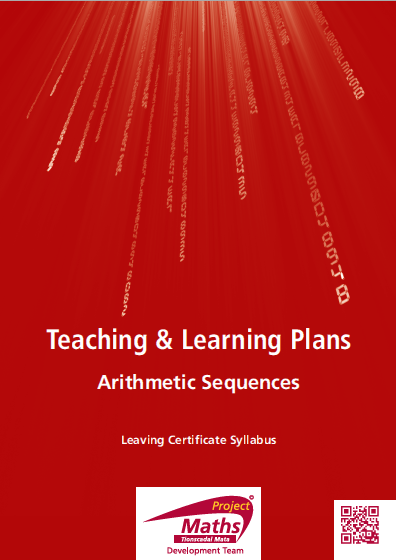 Teaching & Learning Plans
Arithmetic Sequences
Leaving Certificate Syllabus
Project
Maths
Tionscadal Mata
Development Team